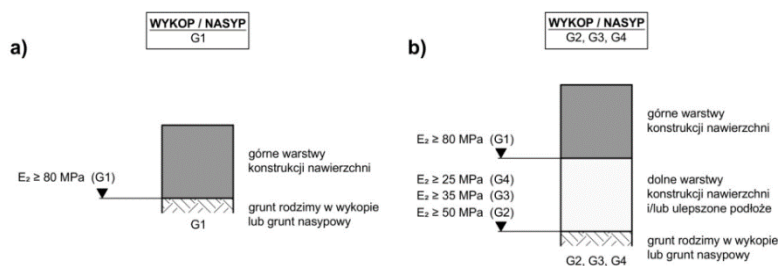 WYKOP / NASYP
G1
a)
górne warstwy
konstrukcji nawierzchni
E₂ ≥ 80 MPa (G1)
grunt rodzimy w wykopie
lub grunt nasypowy
G1
WYKOP / NASYP
G2, G3, G4
b)
górne warstwy
konstrukcji nawierzchni
E₂ ≥ 80 MPa (G1)
E₂ ≥ 25 MPa (G4)
E₂ ≥ 35 MPa (G3)
E₂ ≥ 50 MPa (G2)
dolne warstwy
konstrukcji nawierzchni
i/lub ulepszone podłoże
grunt rodzimy w wykopie
lub grunt nasypowy
G2, G3, G4